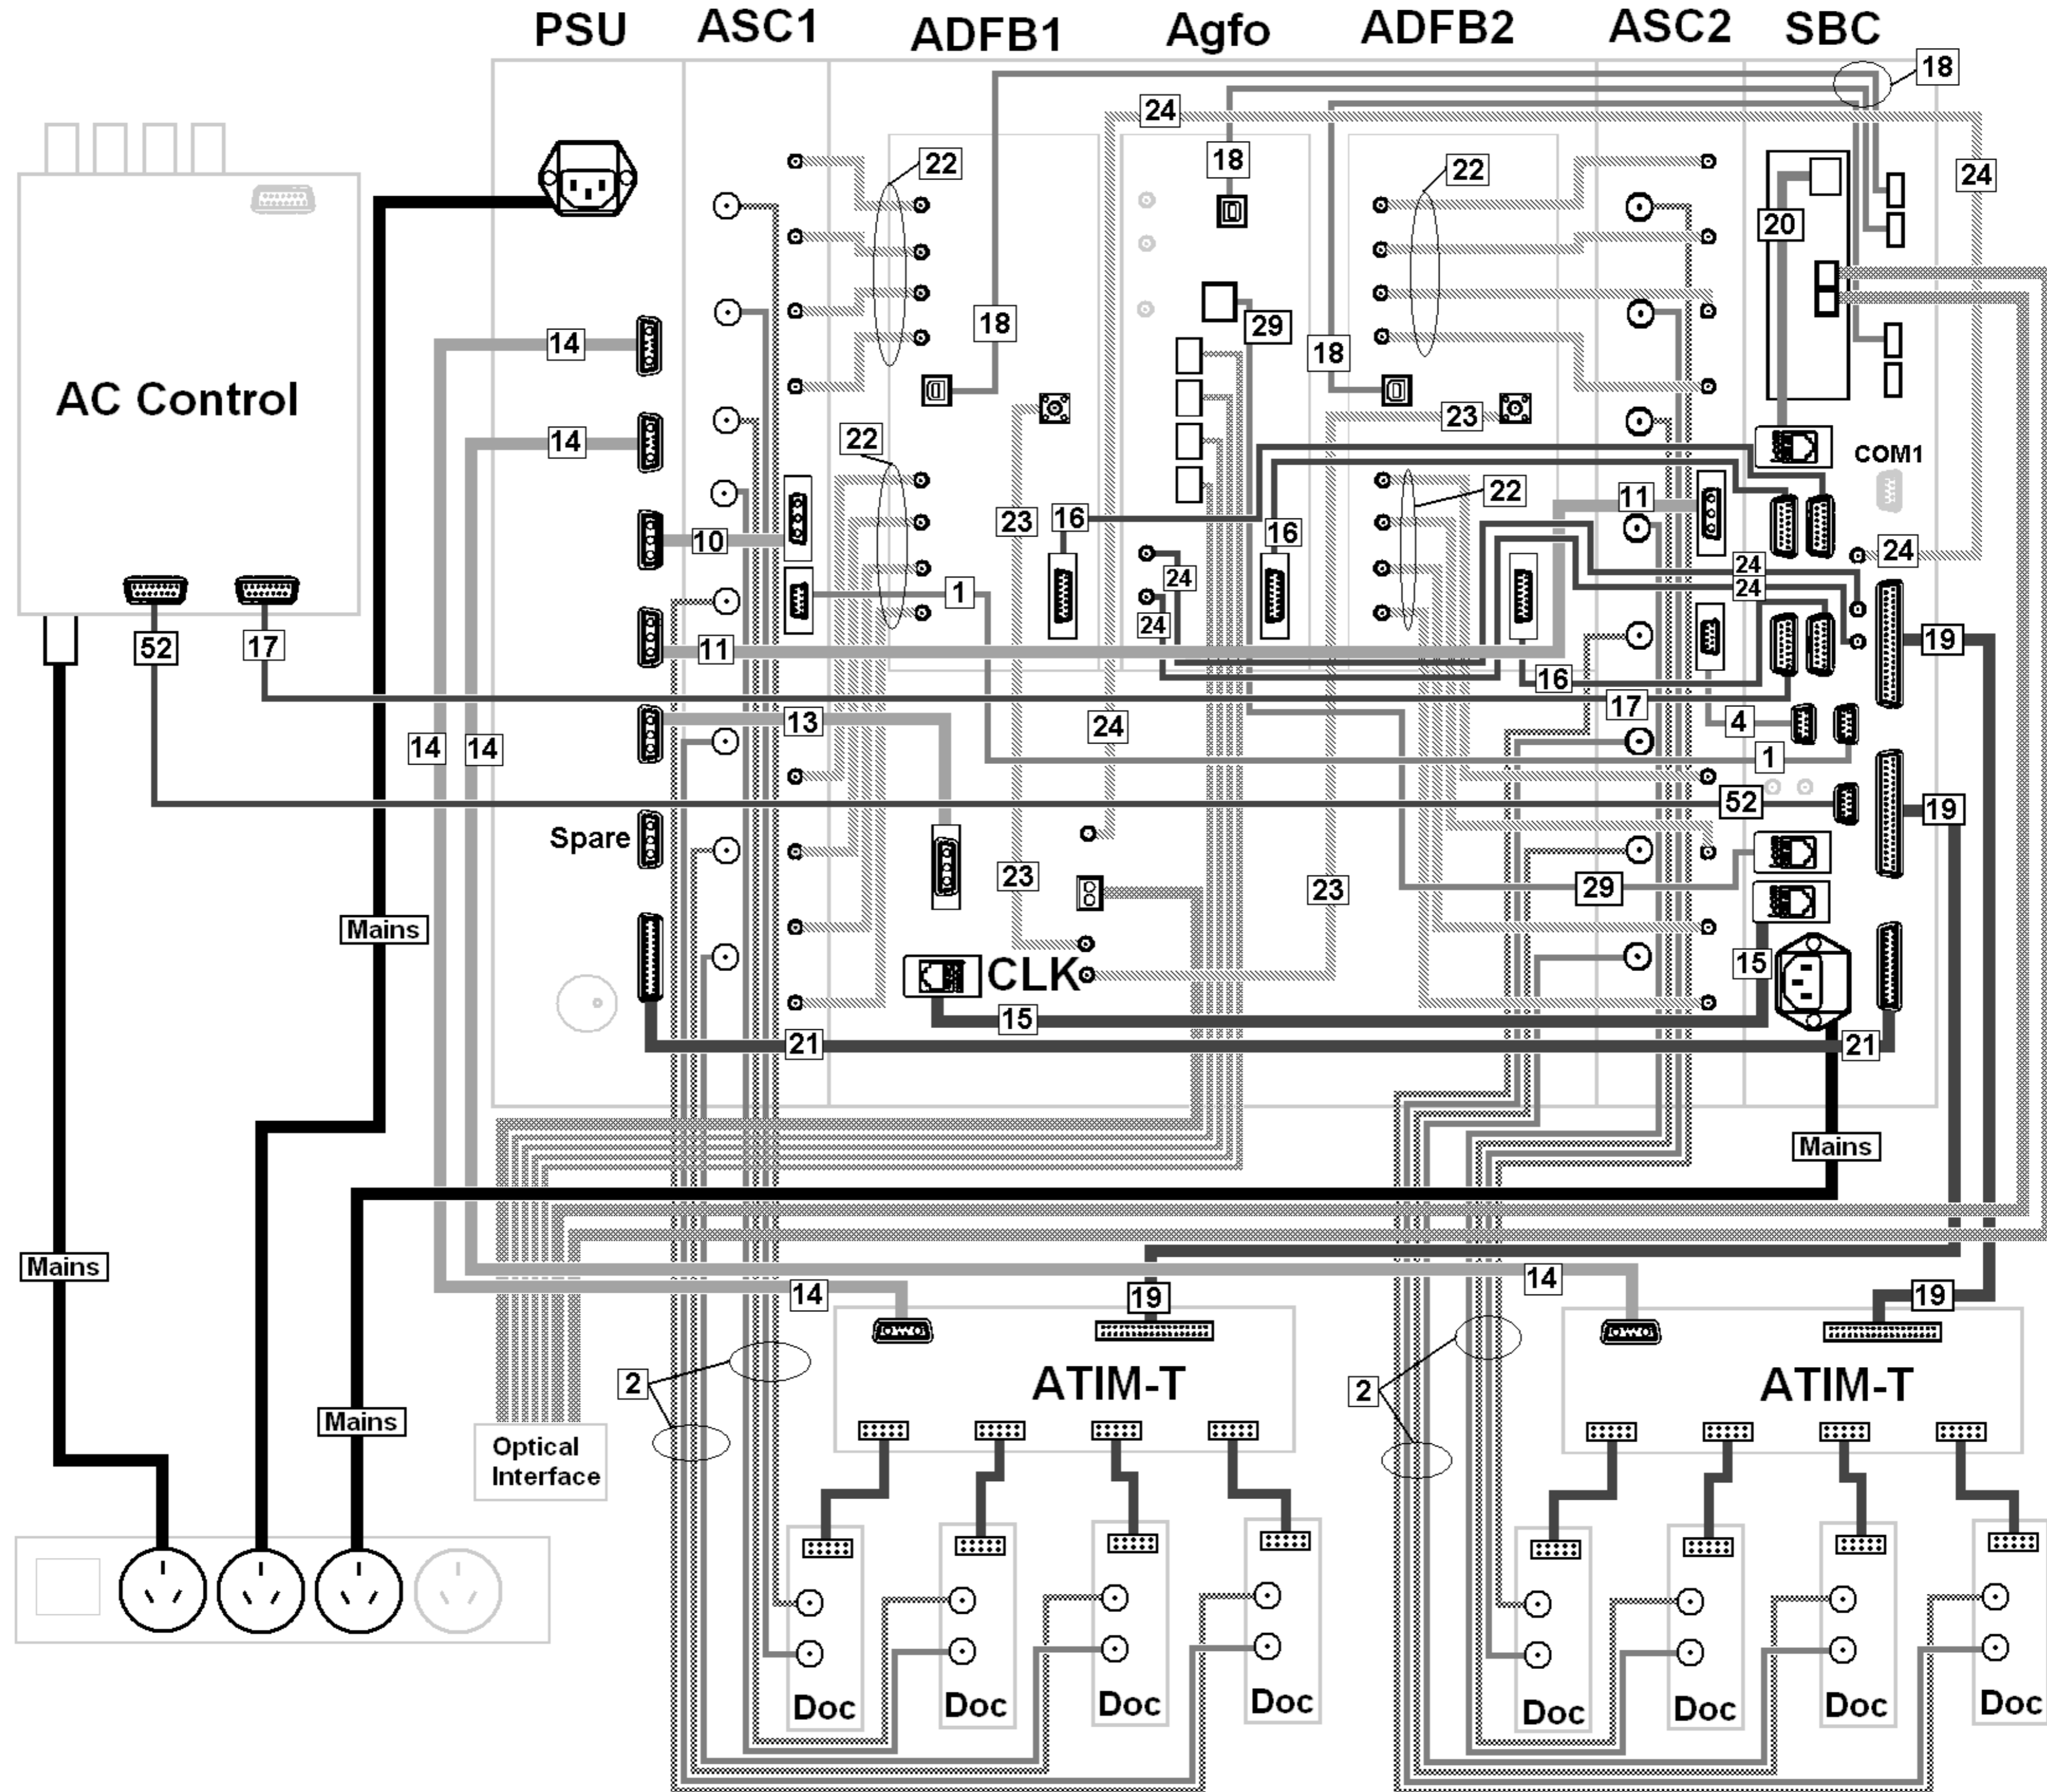 PSU ASC1 ADFB1 Agfo ADFB2 ASC2 SBC
18
24
22 18 22 24
20
18 29
14 18
AC Control
23
14 22
COM1
22 11
16 23 16
10 24
24 24
1 24
24
52 17 11 19
16
17
13 24 4
14 14
1
52 19
Spare
23 29
23
Mains
15
CLK
15
21 21
Mains
Mains
14 14
19 19
2 ATIM-T 2 ATIM-T
Mains
Optical
Interface
Doc Doc Doc Doc Doc Doc Doc Doc